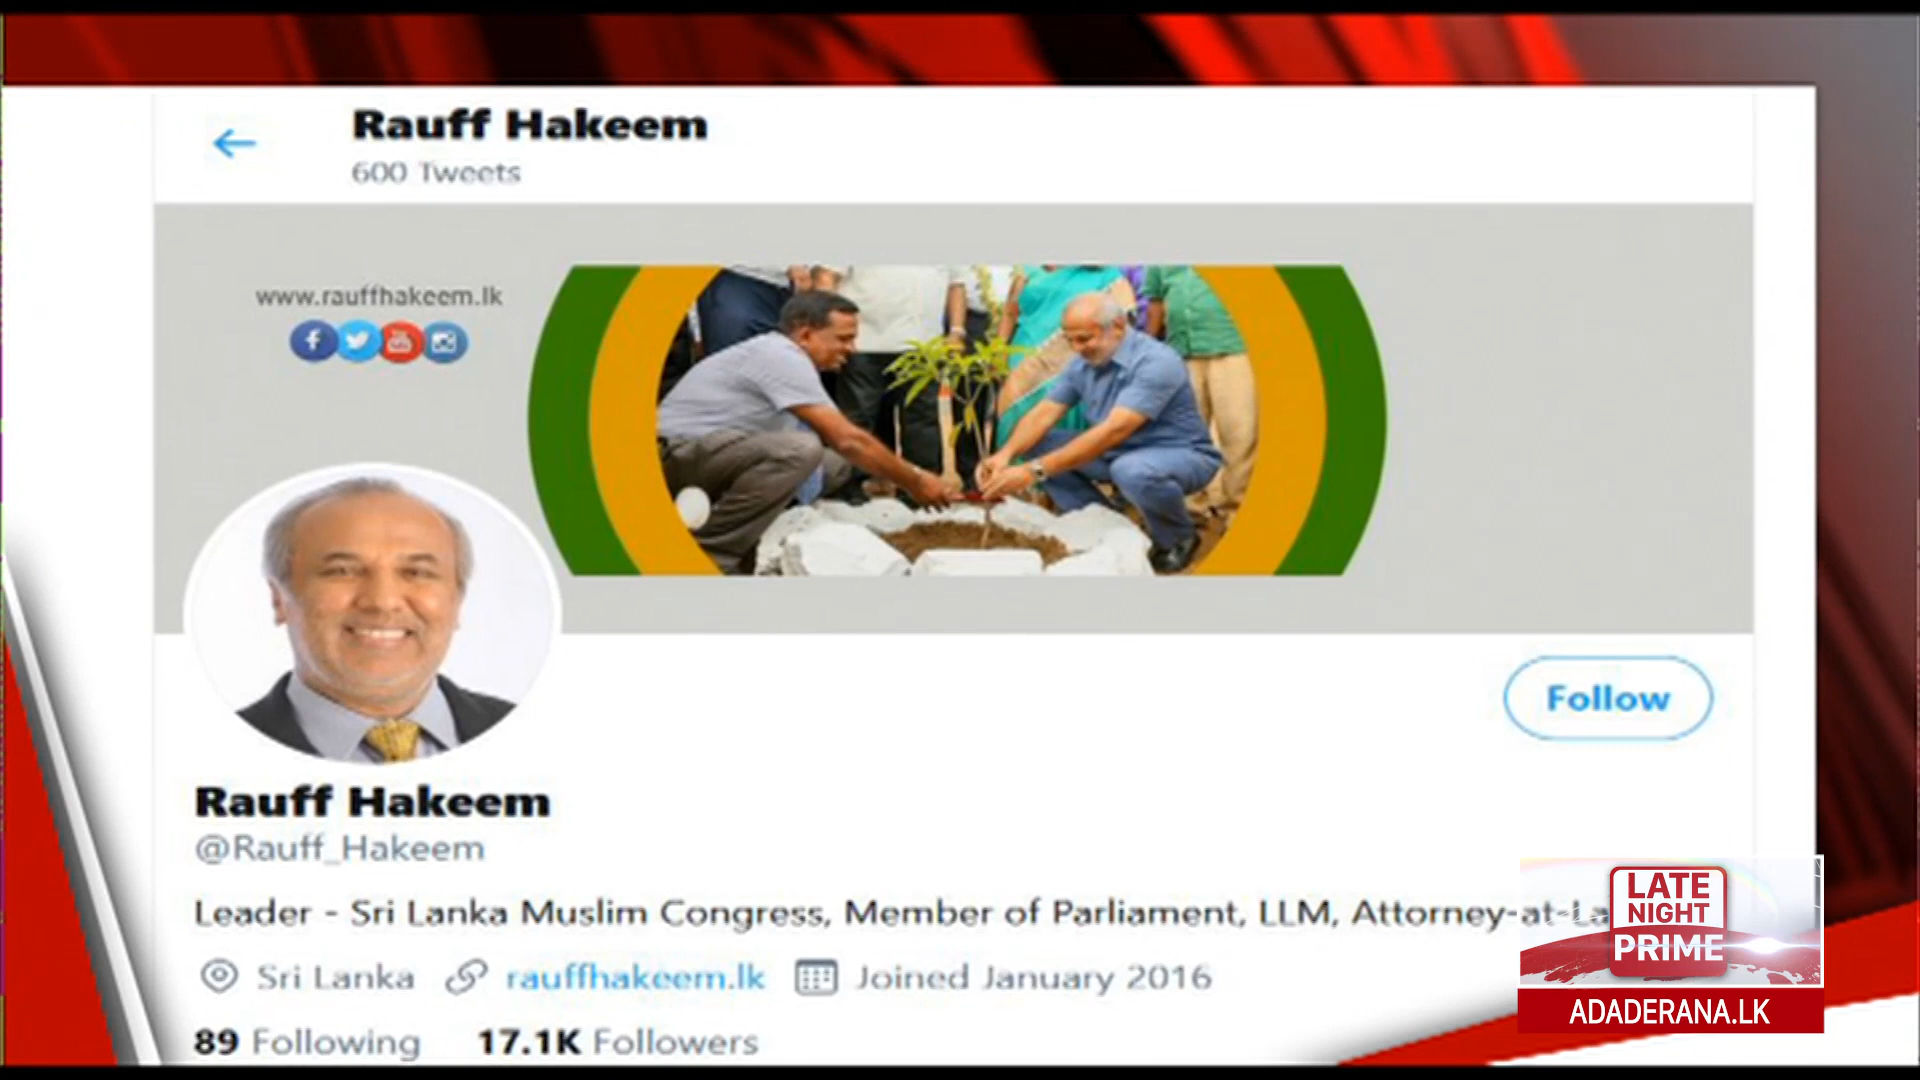 Rauff Hakeem
600 Tweets
www.rauffhakeem.lk
Follow
Rauff Hakeem
@Rauff_Hakeem
Leader - Sri Lanka Muslim Congress, Member of Parliament, LLM, Attorney-at-La
Sri Lanka rauffhakeem.lk Joined January 2016
89 Following 17.1K Followers
LATE
NIGHT
PRIME
ADADERANA.LK